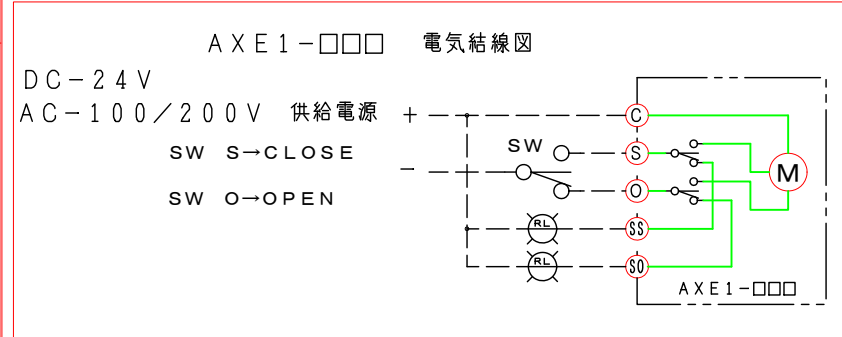 AXE1-□□□ 電気結線図
DC-24V
AC-100/200V 供給電源 +
SW S→CLOSE
SW
-
SW O→OPEN
C
S
O
SS
SO
M
RL
RL
AXE1-□□□